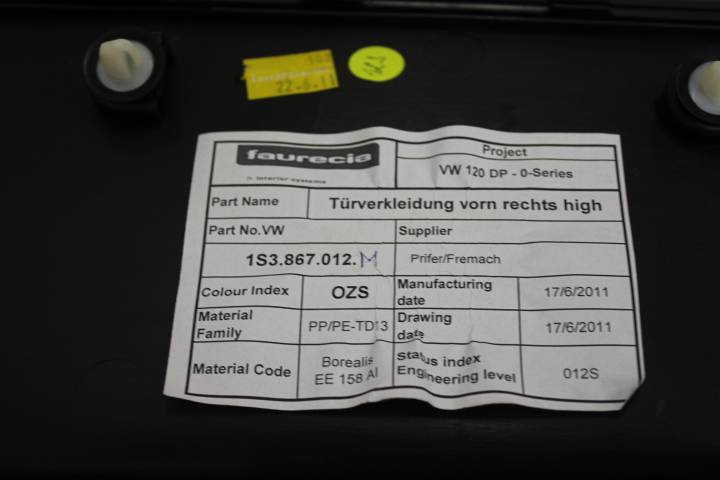 22.6.11
faurecia
> interior systems
Project
VW 120 DP - 0-Series
Part Name
Türverkleidung vorn rechts high
Part No.VW
Supplier
1S3.867.012.M
Prifer/Fremach
Colour Index
OZS
Manufacturing
date
17/6/2011
Material
Family
PP/PE-TD13
Drawing
date
17/6/2011
Material Code
Borealis
EE 158 AI
Status index
Engineering level
012S